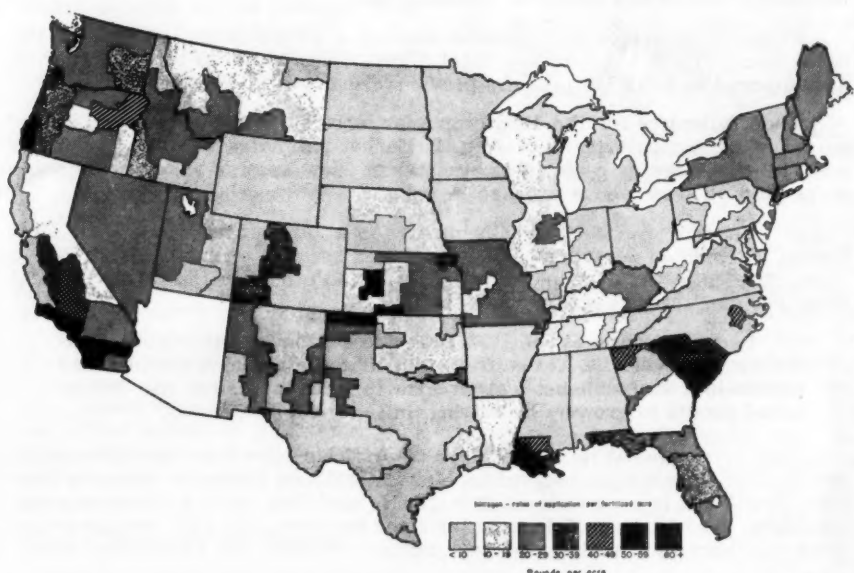 Nitrogen - rates of application per fertilized acre
< 10 10 - 19 20 - 29 30-39 40-49 50-59 60 +
Pounds per acre